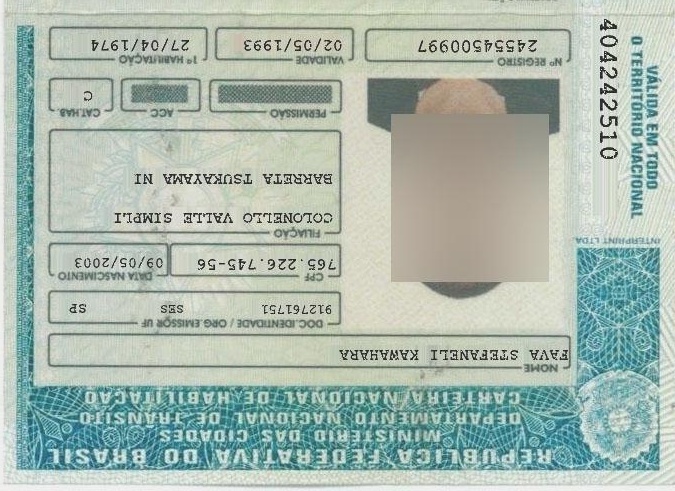 REPÚBLICA FEDERATIVA DO BRASIL
MINISTÉRIO DAS CIDADES
DEPARTAMENTO NACIONAL DE TRÂNSITO
CARTEIRA NACIONAL DE HABILITAÇÃO
NOME
FAVA STEFANELI KAWAHARA
DOC. IDENTIDADE / ORG. EMISSOR UF
912761751 SES SP
CPF
765.226.745-56
DATA NASCIMENTO
09/05/2003
FILIAÇÃO
COLONELLO VALLE SIMPLI
BARRETA TSUKAYAMA NI
PERMISSÃO
ACC
CAT.HAB
C
Nº REGISTRO
24554500997
VALIDADE
02/05/1993
1ª HABILITAÇÃO
27/04/1974
VÁLIDA EM TODO
O TERRITÓRIO NACIONAL
4042422510
INTERPRINT LTDA.